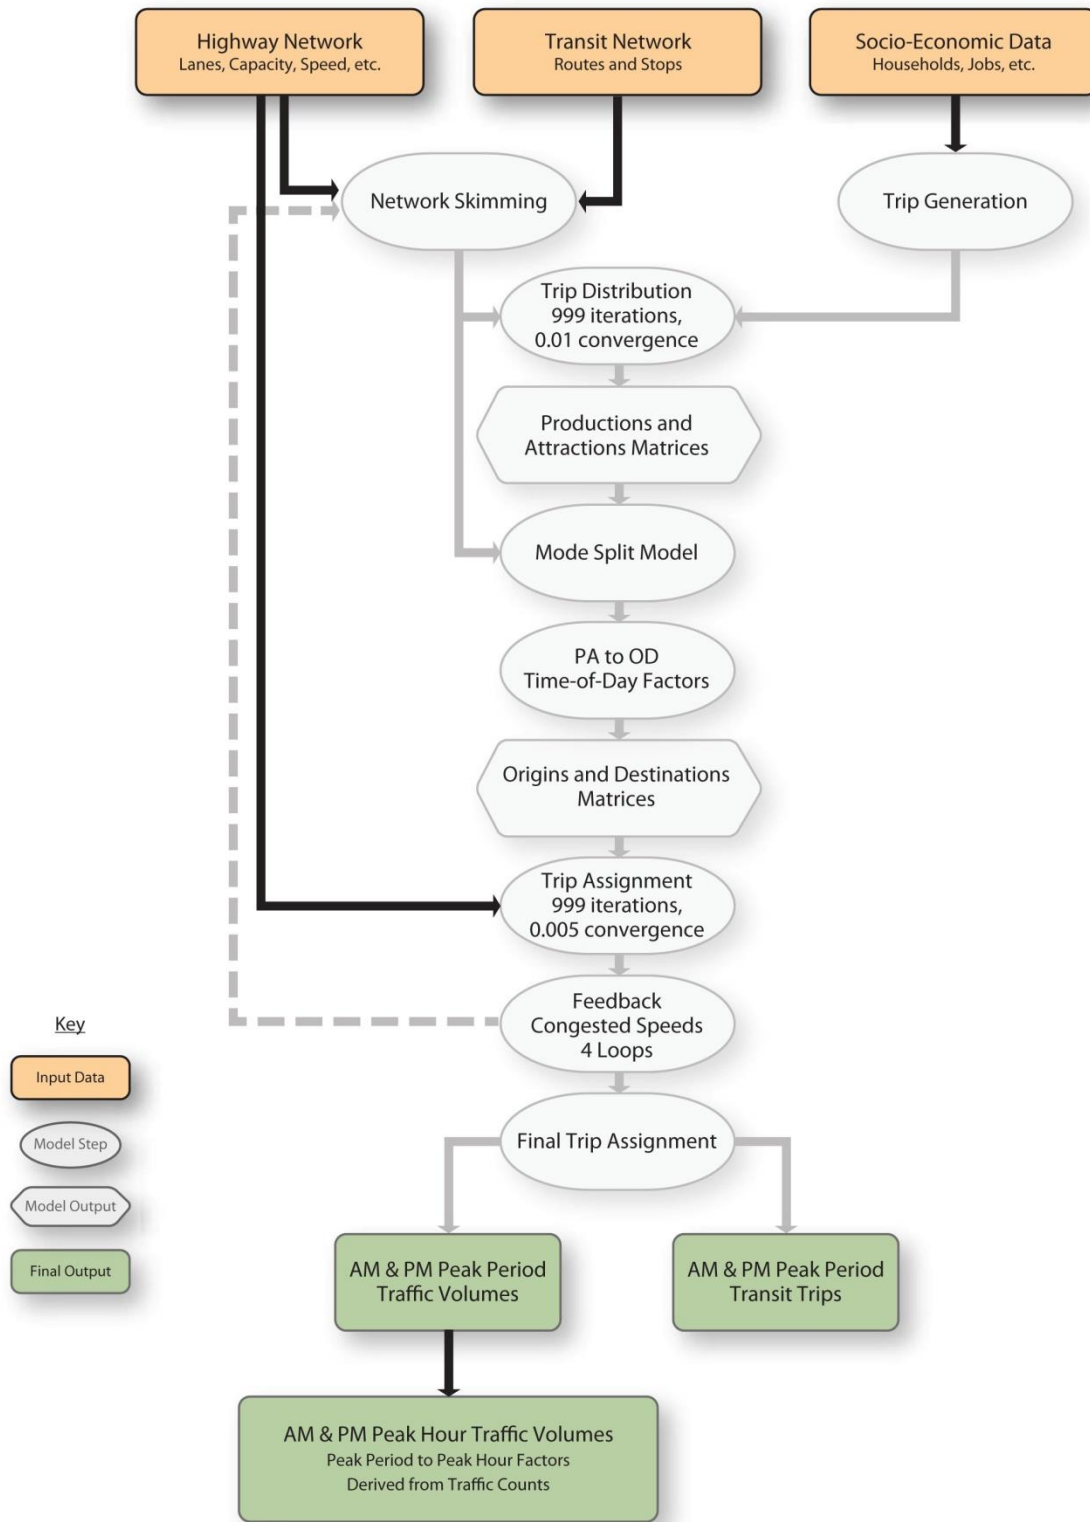 Highway Network
Lanes, Capacity, Speed, etc.
Transit Network
Routes and Stops
Socio-Economic Data
Households, Jobs, etc.
Network Skimming
Trip Generation
Trip Distribution
999 iterations,
0.01 convergence
Productions and
Attractions Matrices
Mode Split Model
PA to OD
Time-of-Day Factors
Origins and Destinations
Matrices
Trip Assignment
999 iterations,
0.005 convergence
Feedback
Congested Speeds
4 Loops
Final Trip Assignment
Key
Input Data
Model Step
Model Output
Final Output
AM & PM Peak Period
Traffic Volumes
AM & PM Peak Period
Transit Trips
AM & PM Peak Hour Traffic Volumes
Peak Period to Peak Hour Factors
Derived from Traffic Counts